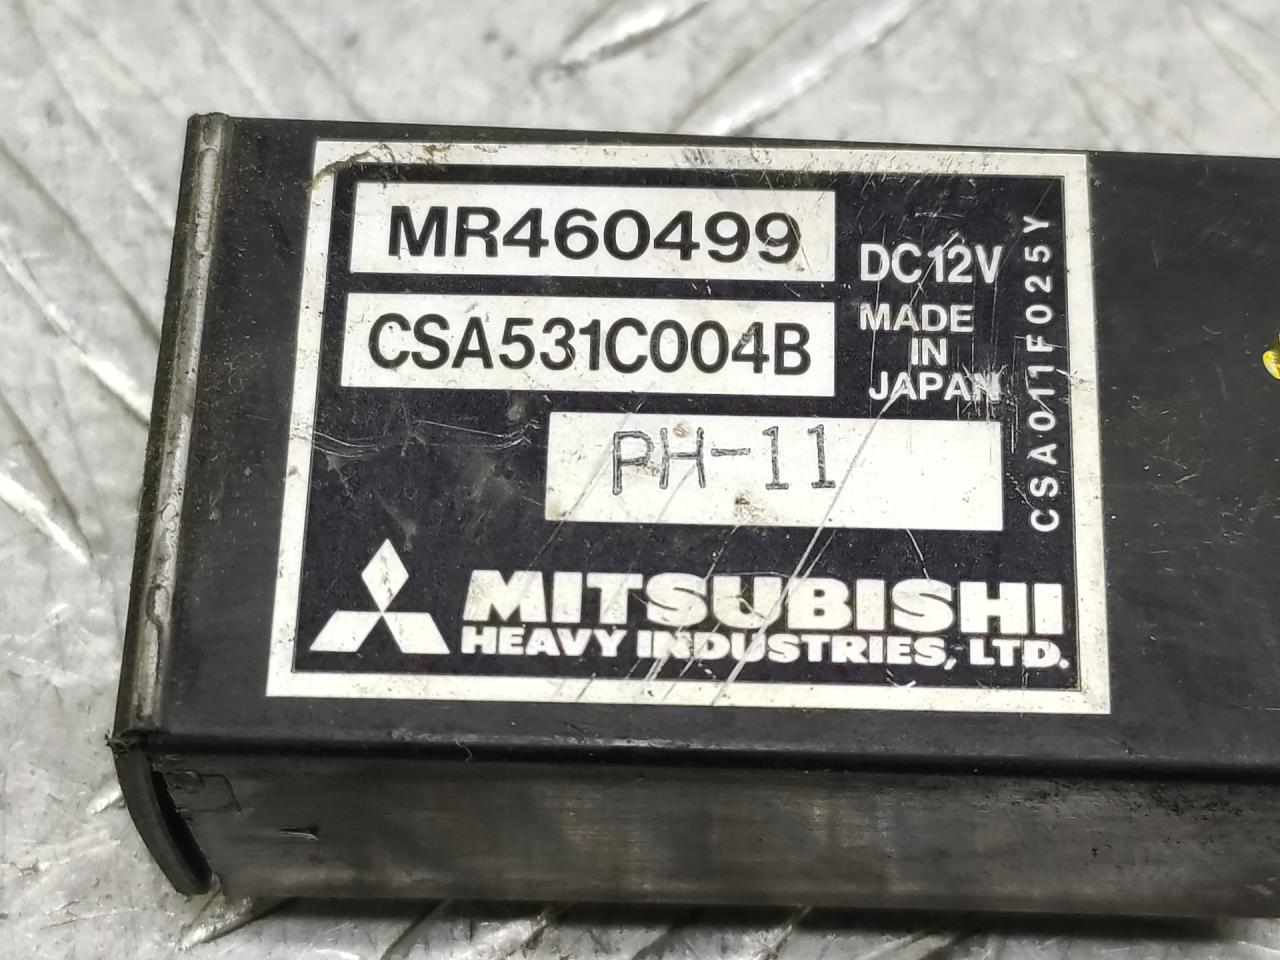 MR460499
CSA531C004B
DC12V
MADE
IN
JAPAN
CSA011F025Y
PH-11
MITSUBISHI
HEAVY INDUSTRIES, LTD.